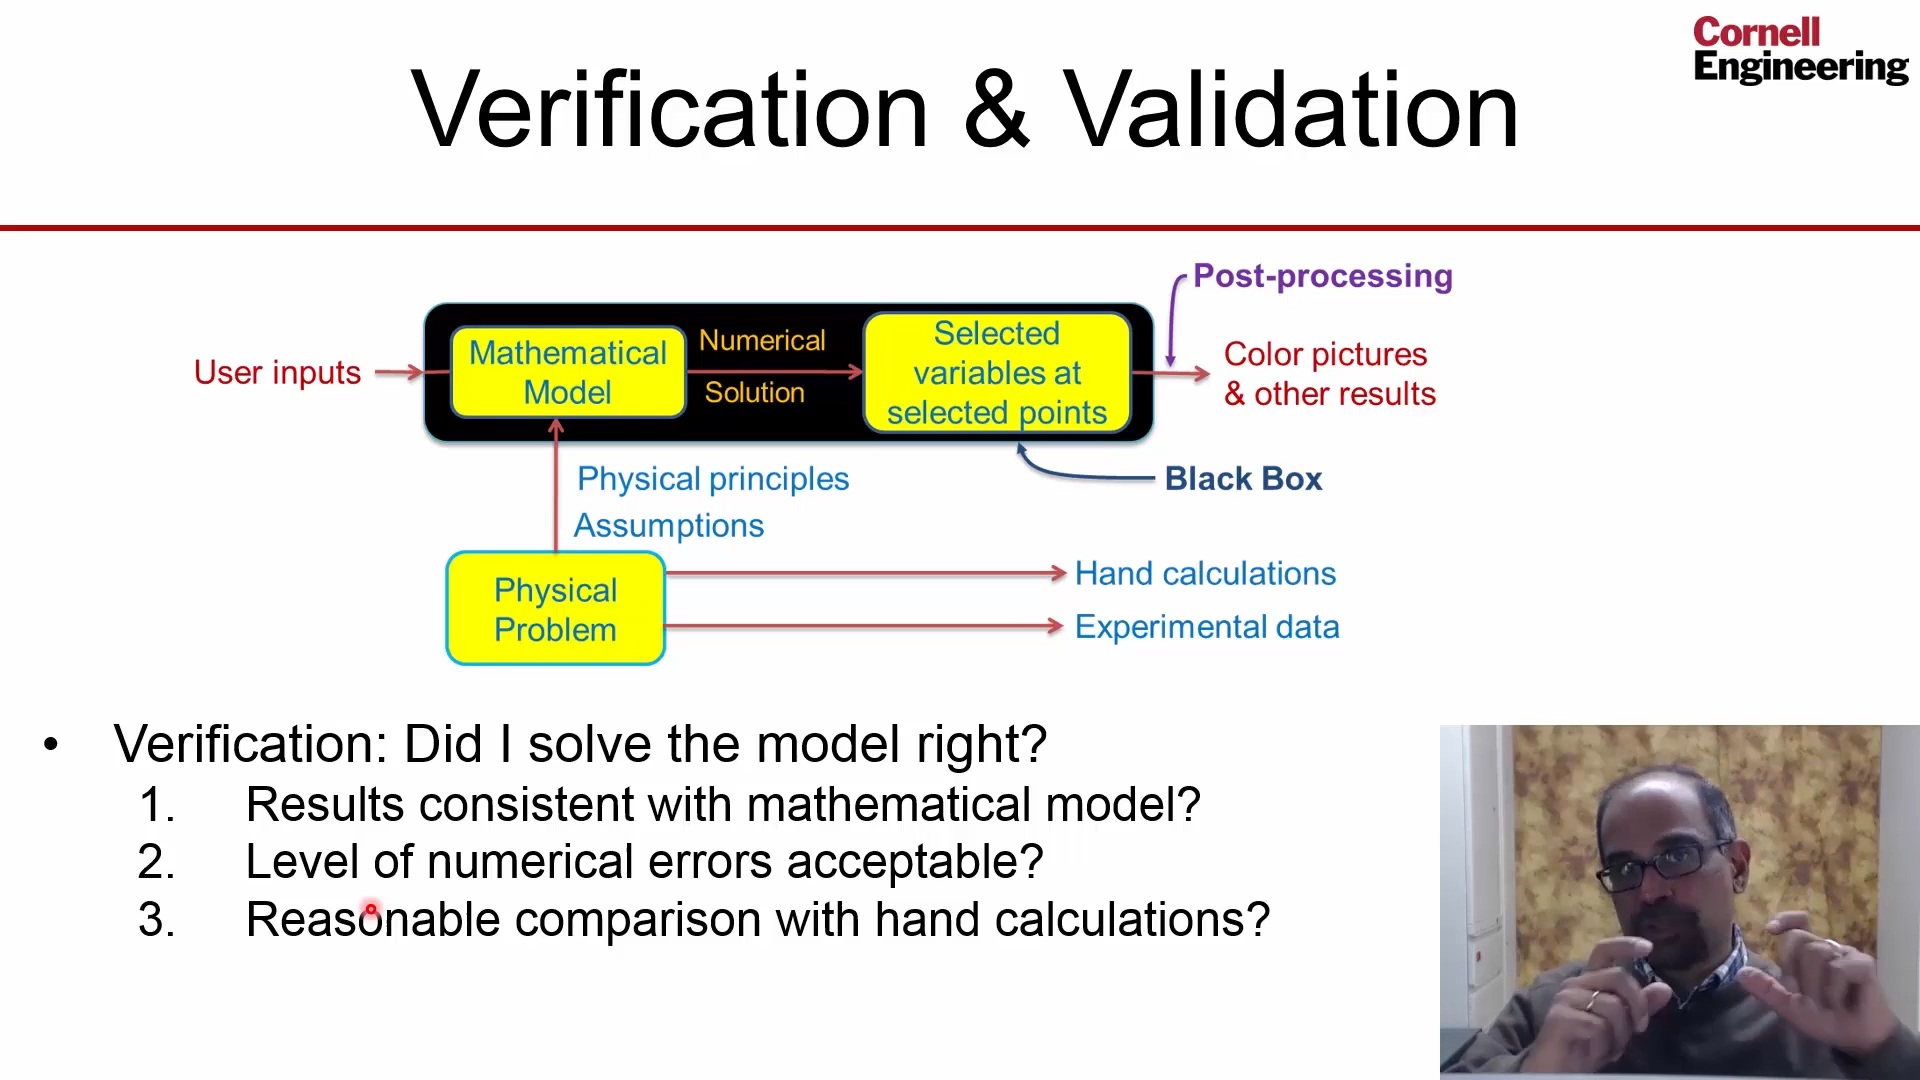 Cornell
Engineering
Verification & Validation
Post-processing
User inputs
Mathematical
Model
Numerical
Solution
Selected
variables at
selected points
Color pictures
& other results
Physical principles
Assumptions
Black Box
Physical
Problem
Hand calculations
Experimental data
• Verification: Did I solve the model right?
1. Results consistent with mathematical model?
2. Level of numerical errors acceptable?
3. Reasonable comparison with hand calculations?